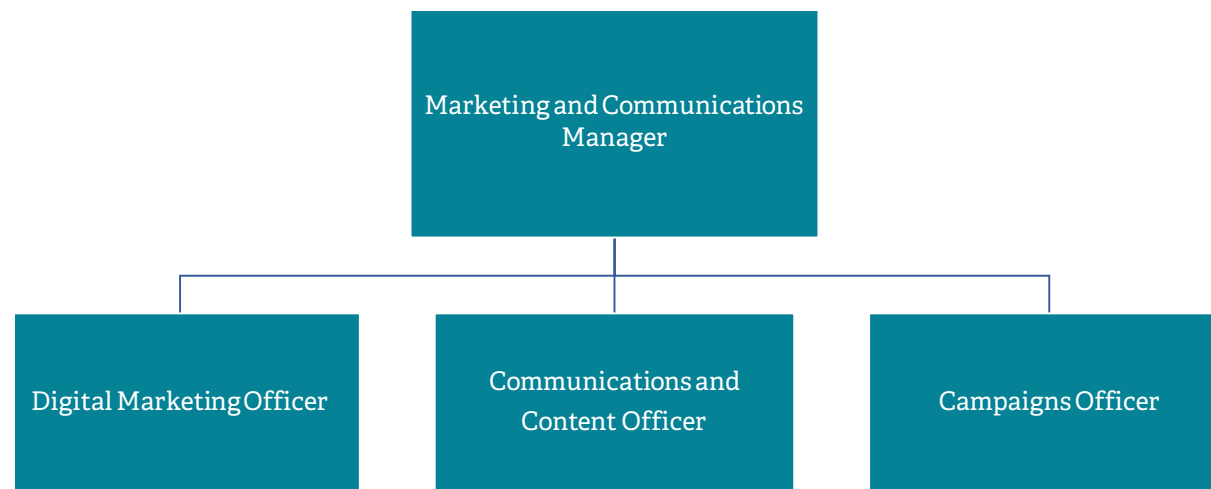 Marketing and Communications
Manager
Digital Marketing Officer
Communications and
Content Officer
Campaigns Officer